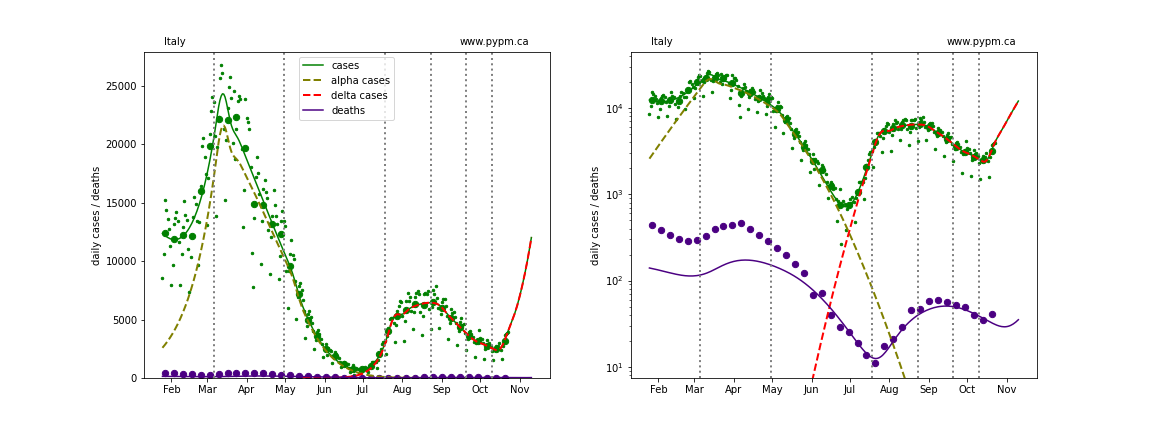 Italy www.pypm.ca
cases
alpha cases
delta cases
deaths
25000
20000
15000
10000
5000
0
daily cases / deaths
Feb Mar Apr May Jun Jul Aug Sep Oct Nov
Italy www.pypm.ca
10⁴
10³
10²
10¹
daily cases / deaths
Feb Mar Apr May Jun Jul Aug Sep Oct Nov